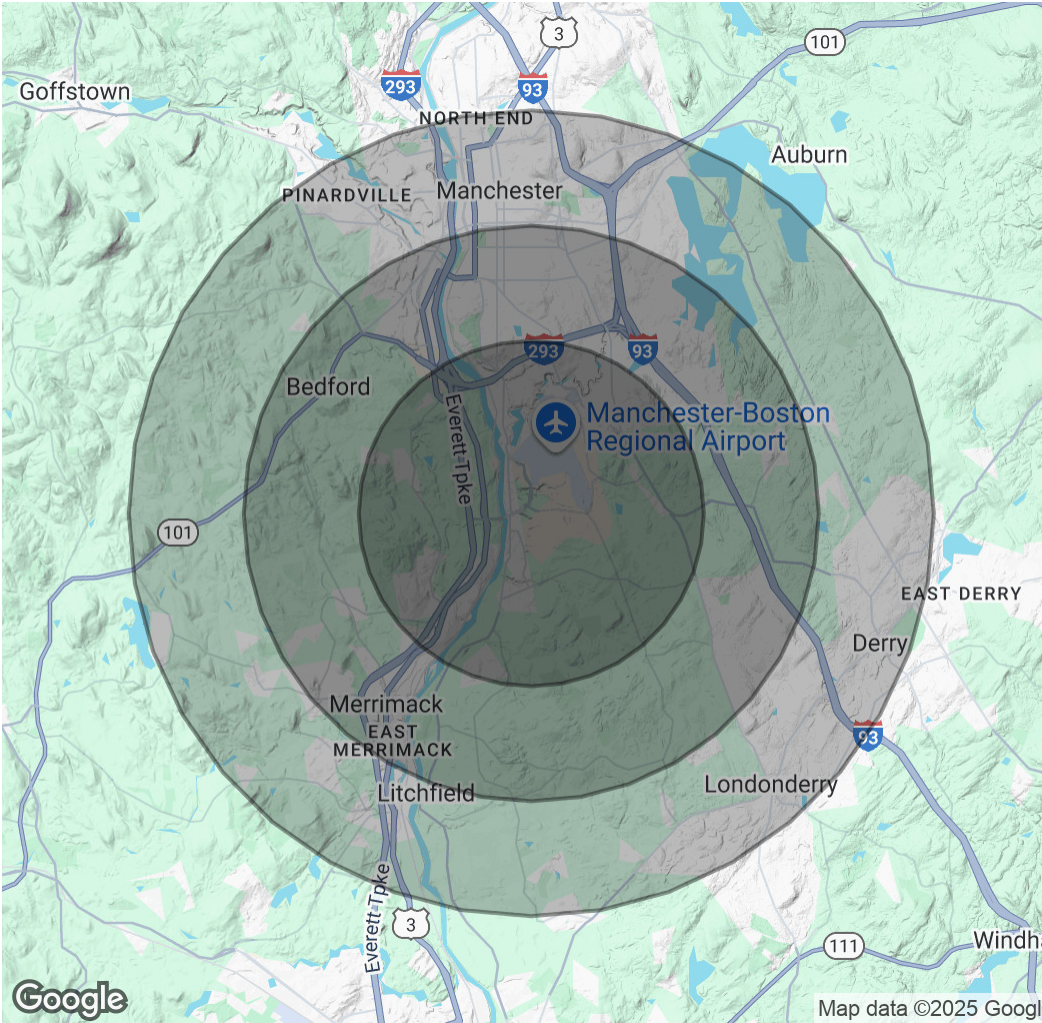 3
101
293
93
Goffstown
NORTH END
Auburn
PINARDVILLE
Manchester
293
93
Bedford
Everett Tpke
Manchester-Boston
Regional Airport
101
EAST DERRY
Derry
Merrimack
EAST
MERRIMACK
93
Litchfield
Londonderry
Everett Tpke
3
111
Windha
Google
Map data ©2025 Googl